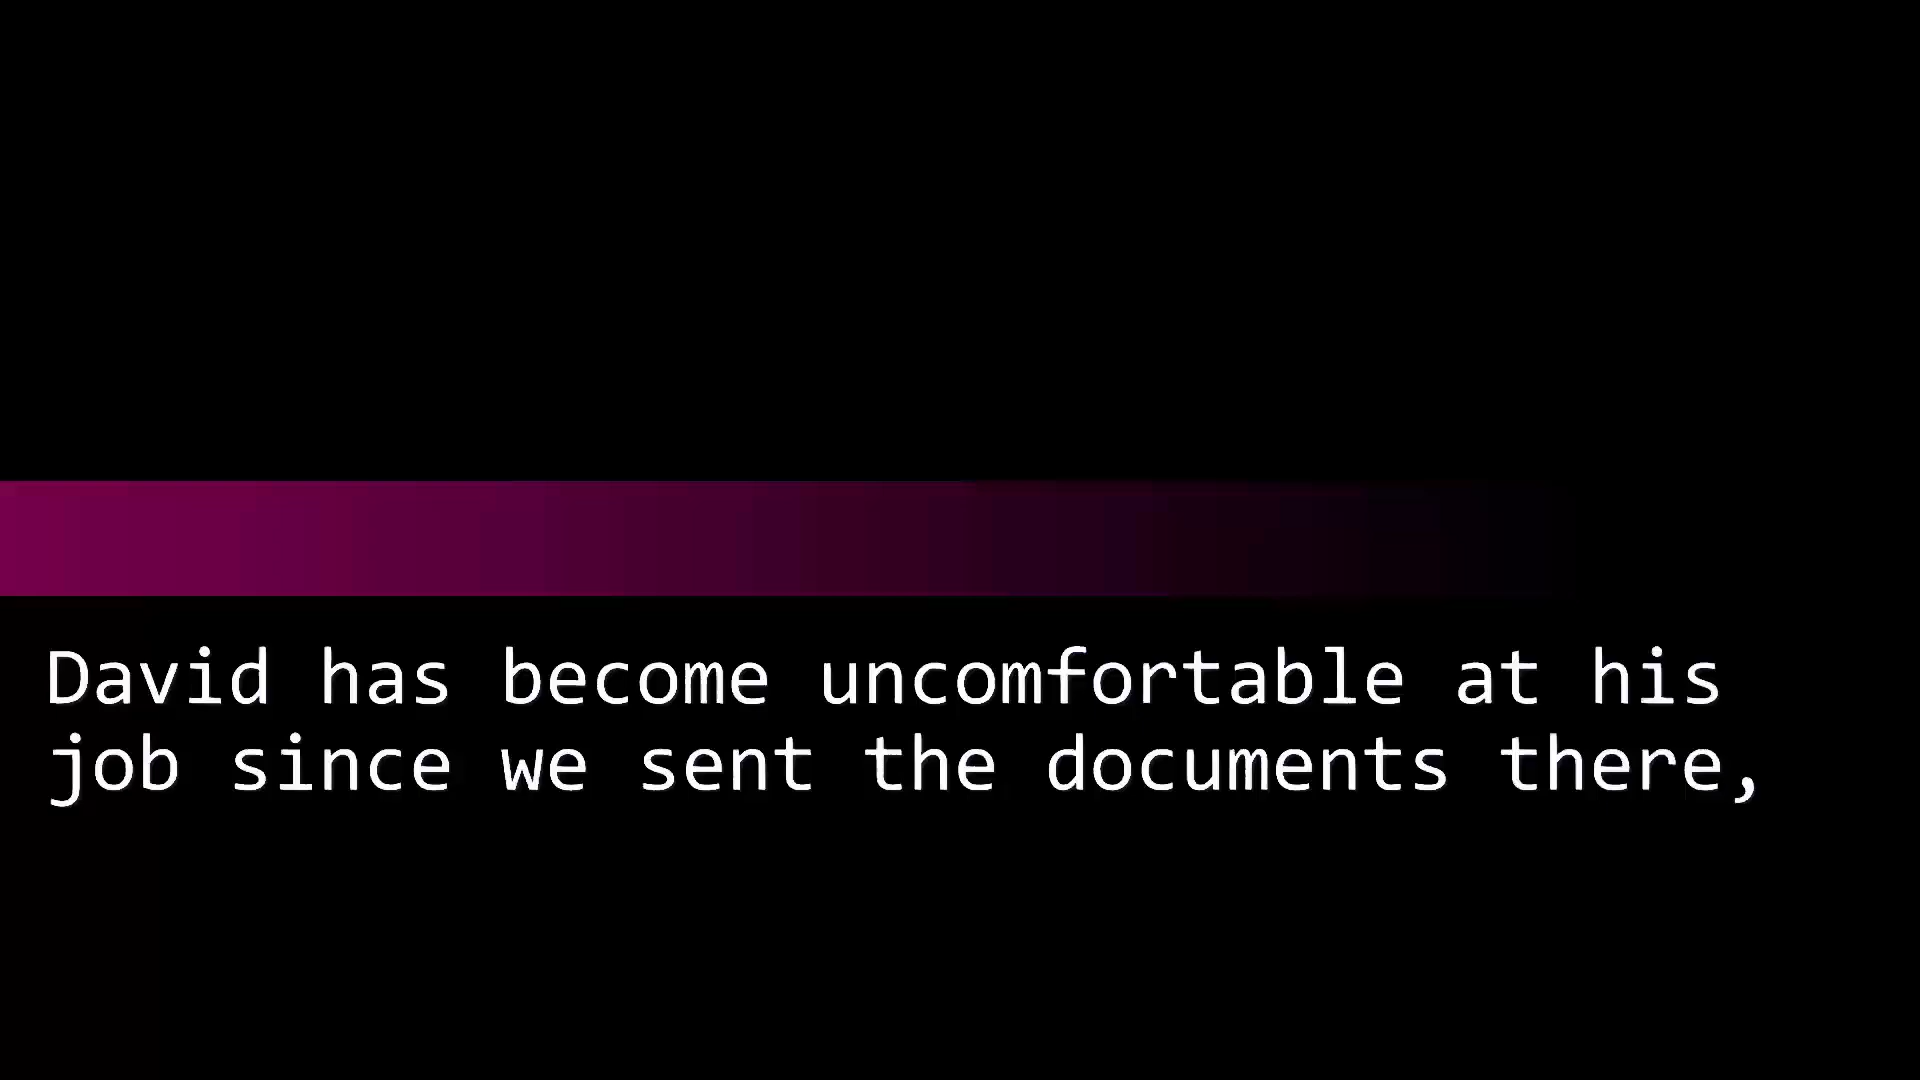 David has become uncomfortable at his
job since we sent the documents there,